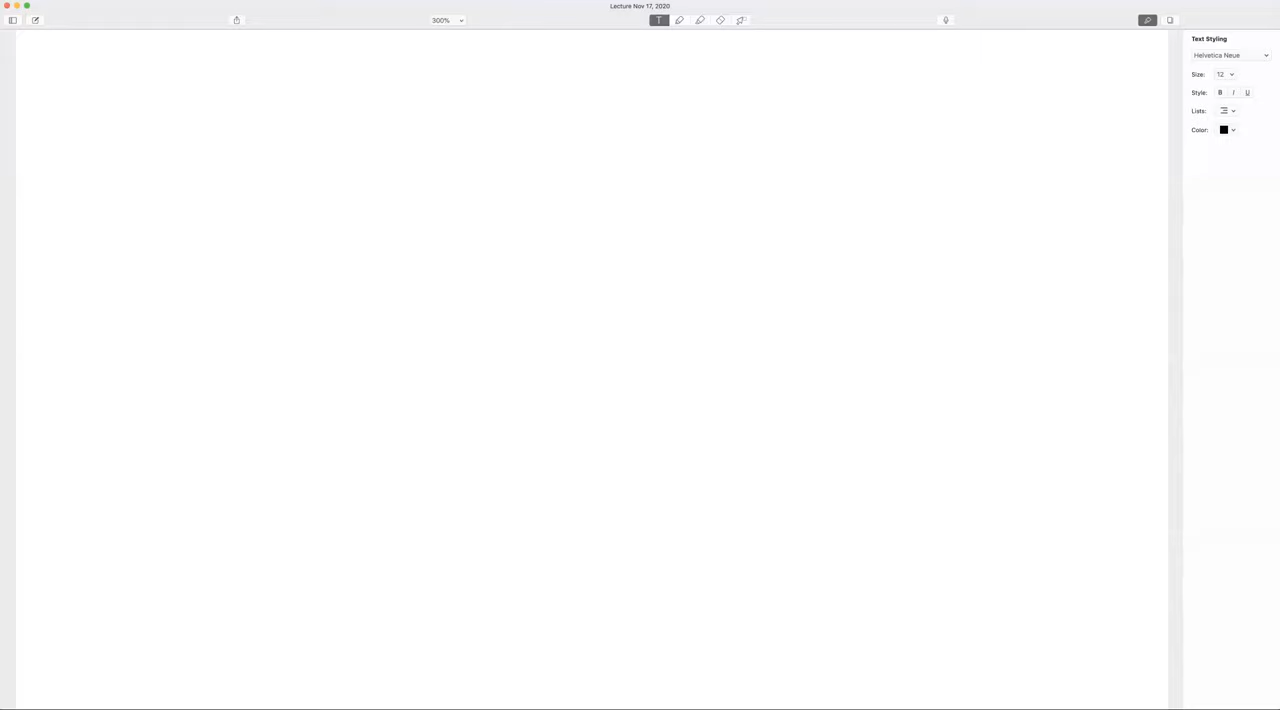 Lecture Nov 17, 2020
300%
T
Text Styling
Helvetica Neue
Size: 12
Style: B I U
Lists:
Color: